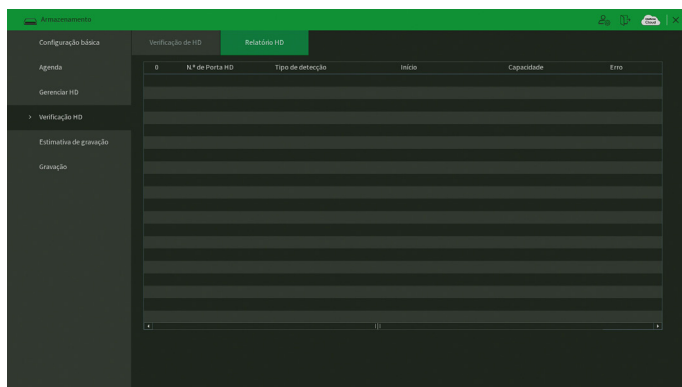 Armazenamento
Configuração básica
Agenda
Gerenciar HD
Verificação HD
Estimativa de gravação
Gravação
Verificação de HD Relatório HD
0 N.º de Porta HD Tipo de detecção Início Capacidade Erro